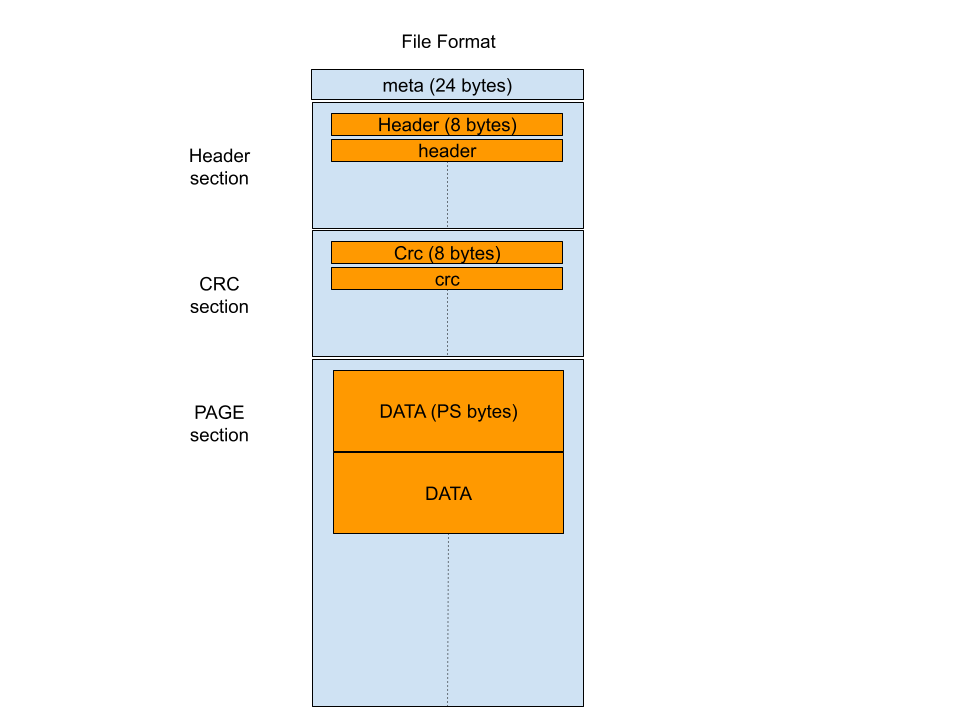 File Format
meta (24 bytes)
Header (8 bytes)
header
Header
section
Crc (8 bytes)
crc
CRC
section
DATA (PS bytes)
PAGE
section
DATA